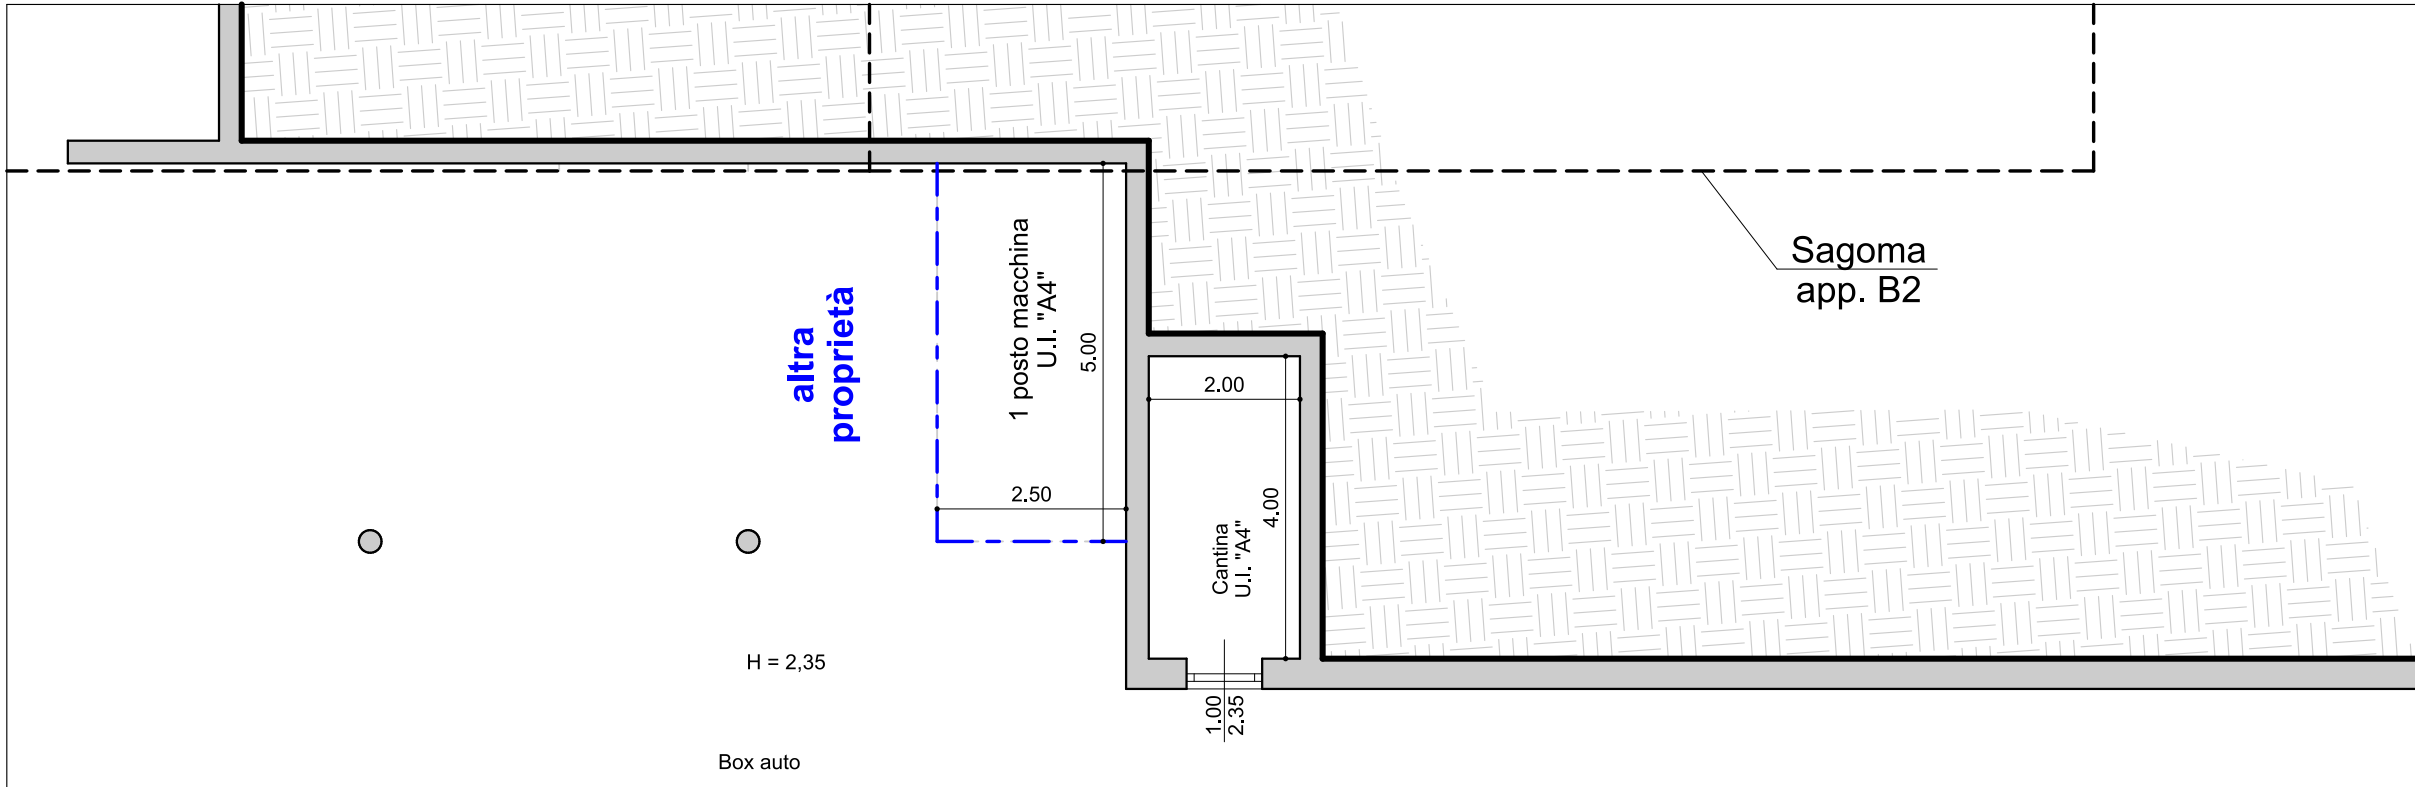 Sagoma
app. B2
altra
proprietà
1 posto macchina
U.I. "A4"
5.00
2.50
2.00
4.00
Cantina
U.I. "A4"
1.00
2.35
H = 2,35
Box auto